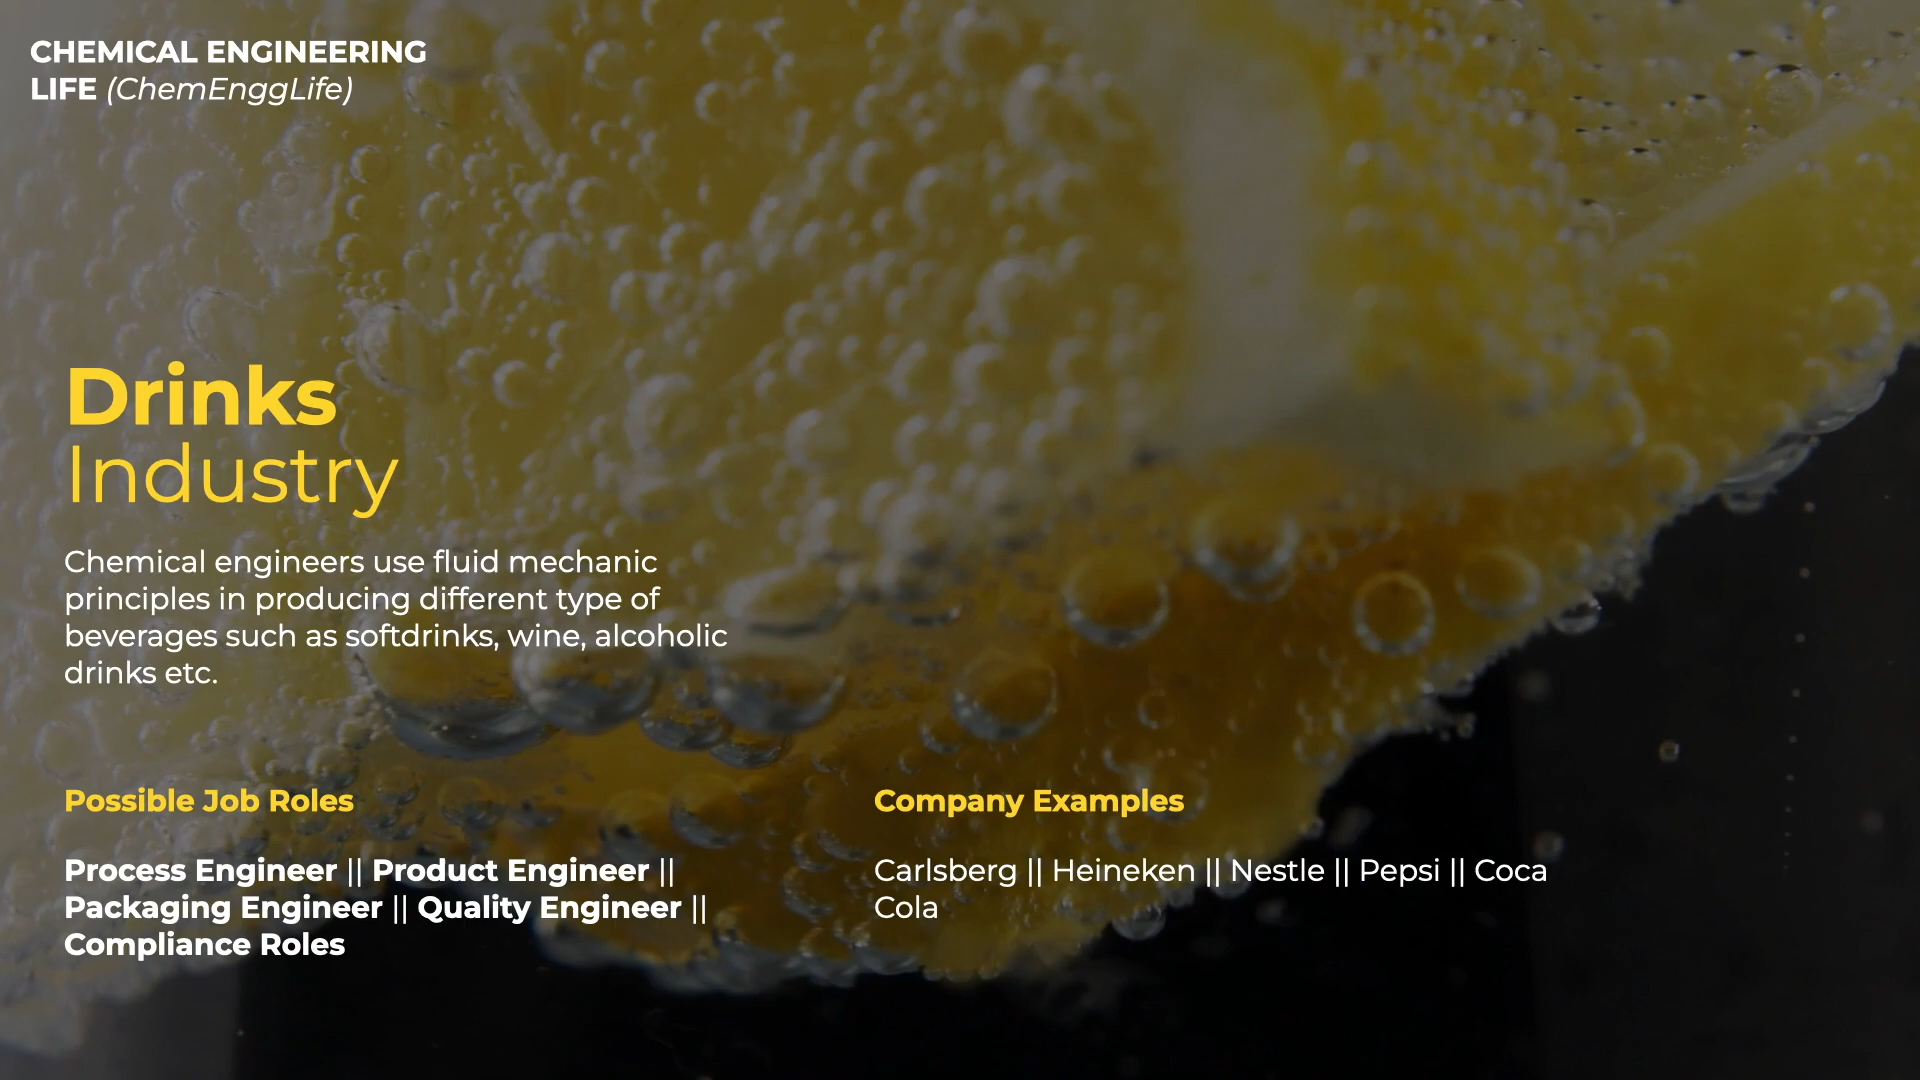 CHEMICAL ENGINEERING
LIFE (ChemEnggLife)
Drinks
Industry
Chemical engineers use fluid mechanic
principles in producing different type of
beverages such as softdrinks, wine, alcoholic
drinks etc.
Possible Job Roles
Process Engineer || Product Engineer ||
Packaging Engineer || Quality Engineer ||
Compliance Roles
Company Examples
Carlsberg || Heineken || Nestle || Pepsi || Coca
Cola